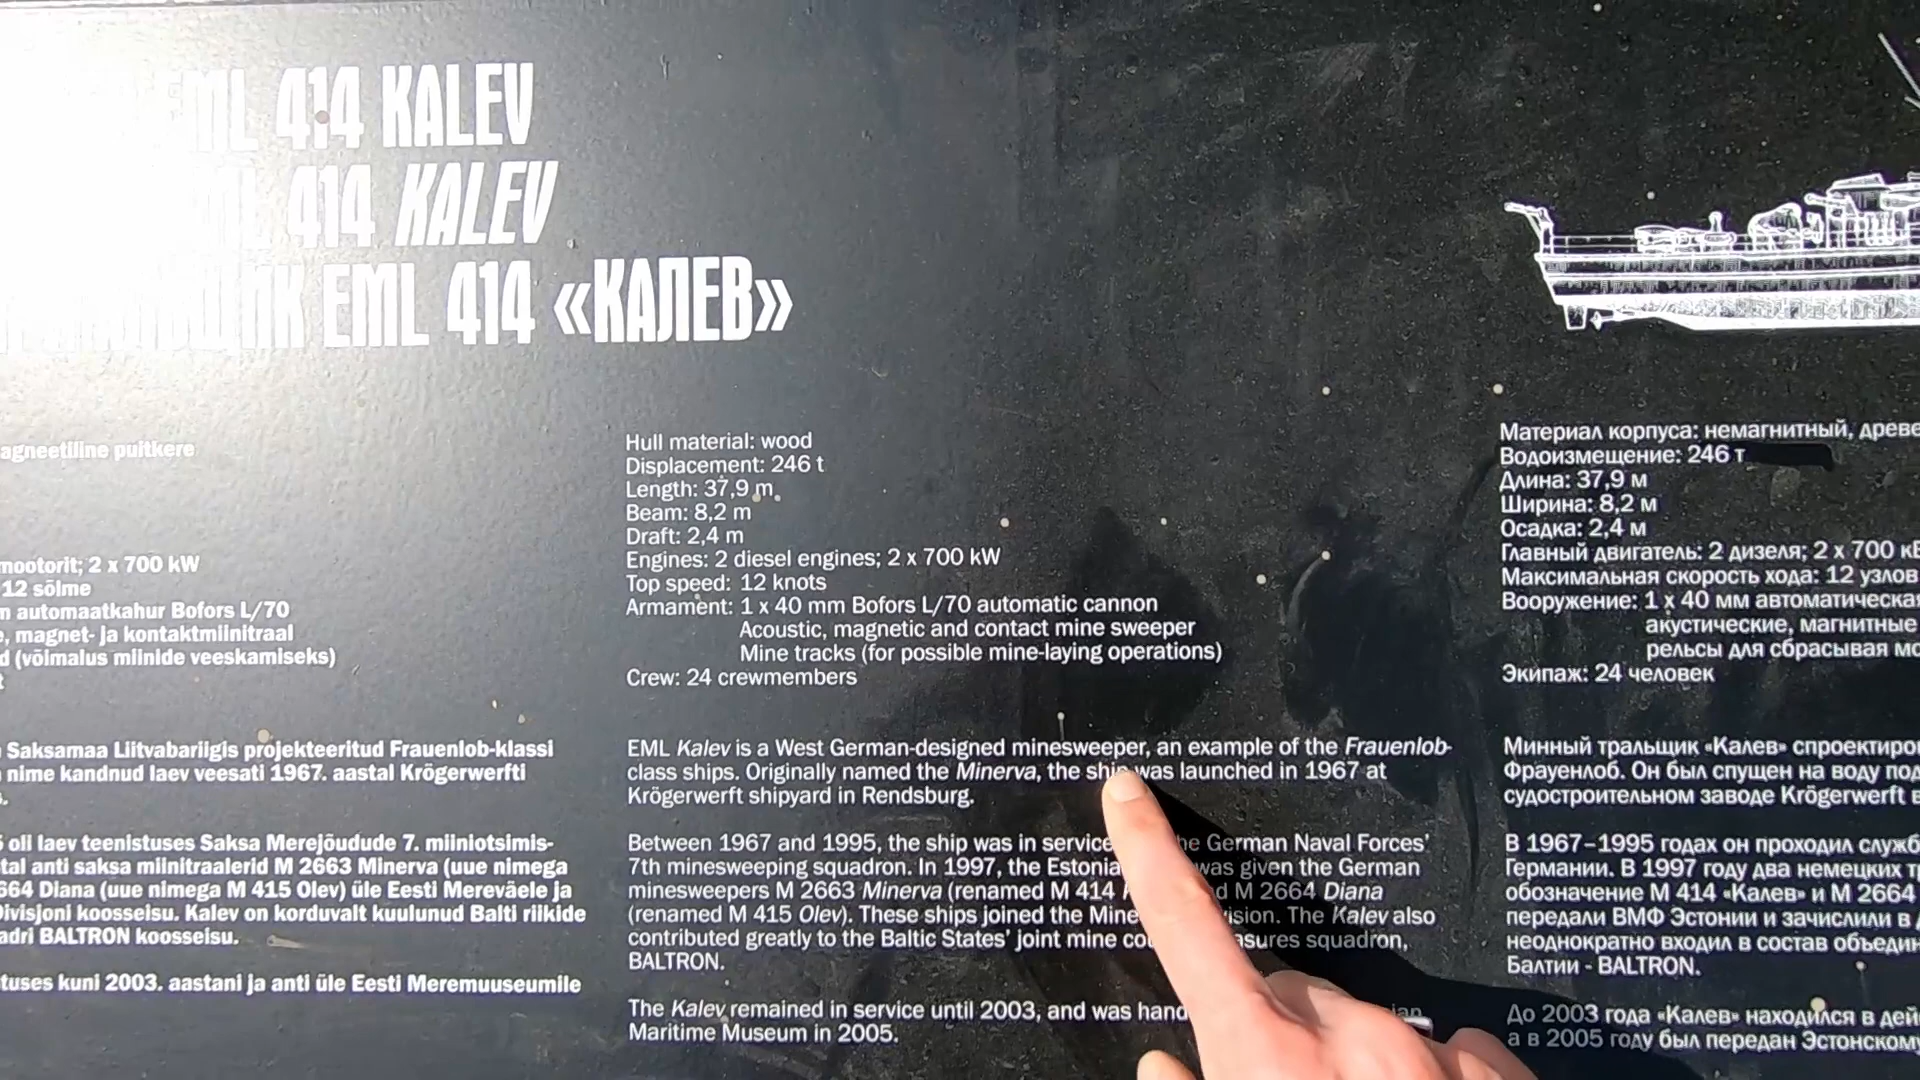 EML 414 KALEV
EML 414 KALEV
EML 414 «КАЛЕВ»
agneetiline puitkere
mootorit; 2 x 700 kW
12 sõlme
automaatkahur Bofors L/70
magnet- ja kontaktmiinitraal
(võimalus miinide veeskamiseks)
Saksamaa Liitvabariigis projekteeritud Frauenlob-klassi
nime kandnud laev veesati 1967. aastal Krögerwerfti
oli laev teenistuses Saksa Merejõudude 7. miiniotsimis-
tal anti saksa miinitraalerid M 2663 Minerva (uue nimega
664 Diana (uue nimega M 415 Olev) üle Eesti Mereväele ja
divisjoni koosseisu. Kalev on korduvalt kuulunud Balti riikide
adri BALTRON koosseisu.
tuses kuni 2003. aastani ja anti üle Eesti Meremuuseumile
Hull material: wood
Displacement: 246 t
Length: 37,9 m
Beam: 8,2 m
Draft: 2,4 m
Engines: 2 diesel engines; 2 x 700 kW
Top speed: 12 knots
Armament: 1 x 40 mm Bofors L/70 automatic cannon
Acoustic, magnetic and contact mine sweeper
Mine tracks (for possible mine-laying operations)
Crew: 24 crewmembers
EML Kalev is a West German-designed minesweeper, an example of the Frauenlob-
class ships. Originally named the Minerva, the ship was launched in 1967 at
Krögerwerft shipyard in Rendsburg.
Between 1967 and 1995, the ship was in service he German Naval Forces'
7th minesweeping squadron. In 1997, the Estonia was given the German
minesweepers M 2663 Minerva (renamed M 414 d M 2664 Diana
(renamed M 415 Olev). These ships joined the Mine ision. The Kalev also
contributed greatly to the Baltic States' joint mine co asures squadron,
BALTRON.
The Kalev remained in service until 2003, and was hand ian
Maritime Museum in 2005.
Материал корпуса: немагнитный, древе
Водоизмещение: 246 т
Длина: 37,9 м
Ширина: 8,2 м
Осадка: 2,4 м
Главный двигатель: 2 дизеля; 2 x 700 кВ
Максимальная скорость хода: 12 узлов
Вооружение: 1 x 40 мм автоматическая
акустические, магнитные
рельсы для сбрасывая мо
Экипаж: 24 человек
Минный тральщик «Калев» спроектиров
Фрауенлоб. Он был спущен на воду под
судостроительном заводе Krögerwerft в
В 1967–1995 годах он проходил служб
Германии. В 1997 году два немецких т
обозначение М 414 «Калев» и М 2664
передали ВМФ Эстонии и зачислили в
неоднократно входил в состав объедин
Балтии - BALTRON.
До 2003 года «Калев» находился в дей
а в 2005 году был передан Эстонскому